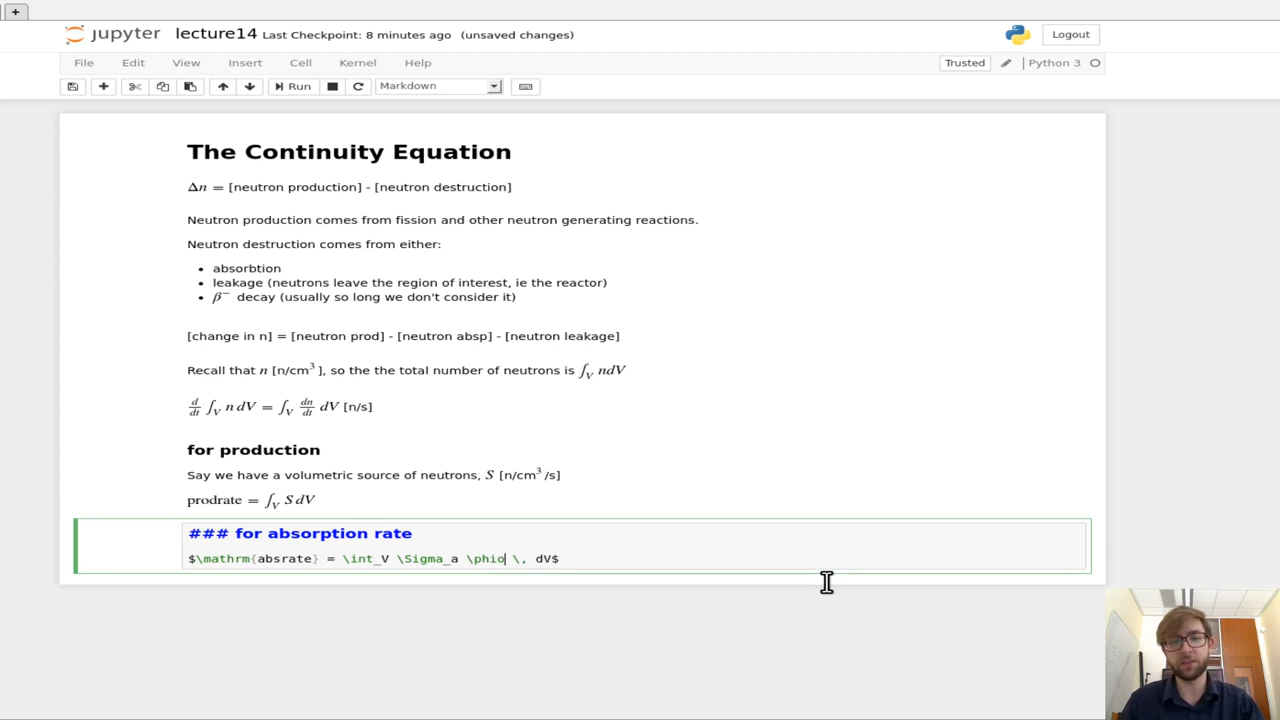 +
jupyter lecture14 Last Checkpoint: 8 minutes ago (unsaved changes) Logout
File Edit View Insert Cell Kernel Help Trusted Python 3
Run Markdown
The Continuity Equation
Δn = [neutron production] - [neutron destruction]
Neutron production comes from fission and other neutron generating reactions.
Neutron destruction comes from either:
• absorbtion
• leakage (neutrons leave the region of interest, ie the reactor)
• β⁻ decay (usually so long we don't consider it)
[change in n] = [neutron prod] - [neutron absp] - [neutron leakage]
Recall that n [n/cm³], so the the total number of neutrons is ∫_V ndV
d/dt ∫_V n dV = ∫_V dn/dt dV [n/s]
for production
Say we have a volumetric source of neutrons, S [n/cm³/s]
prodrate = ∫_V S dV
### for absorption rate
$\mathrm{absrate} = \int_V \Sigma_a \phio \, dV$